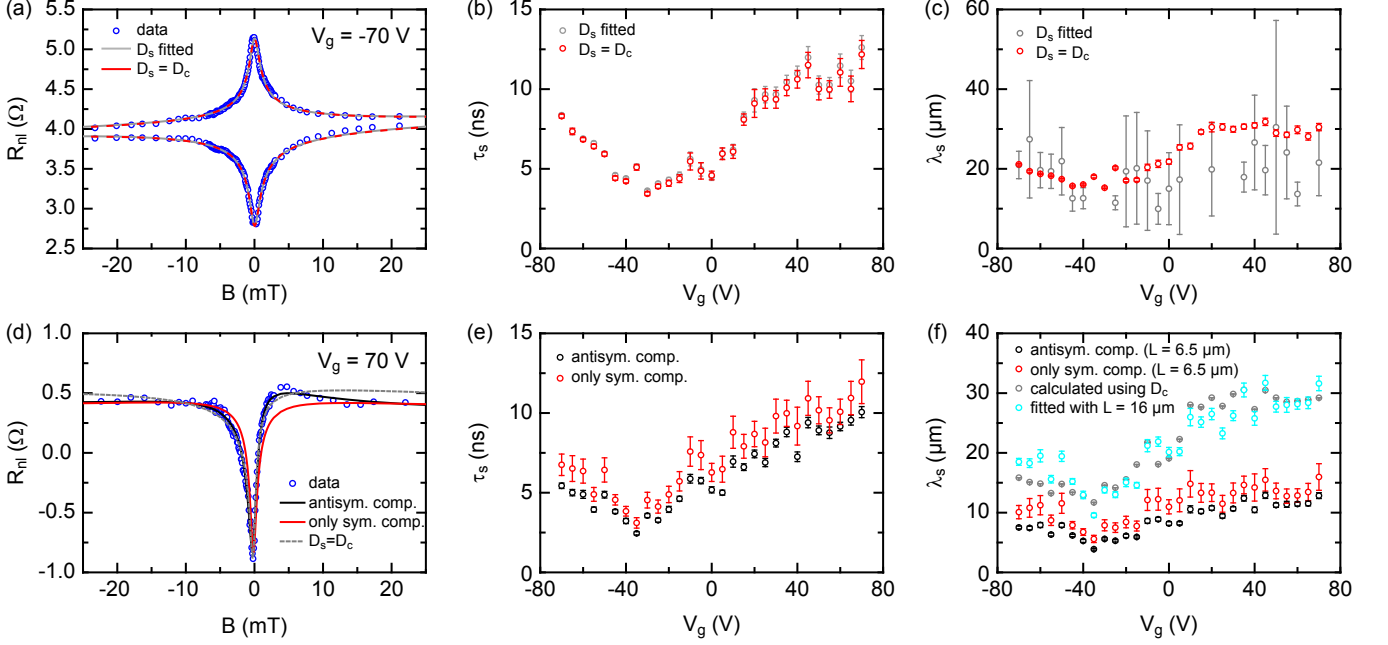 (a)
data
D_s fitted
D_s = D_c
V_g = -70 V
5.0
4.5
4.0
3.5
3.0
2.5
R_nl (Ω)
-20 -10 0 10 20
B (mT)
(b)
D_s fitted
D_s = D_c
15
10
5
0
τ_s (ns)
-80 -40 0 40 80
V_g (V)
(c)
D_s fitted
D_s = D_c
60
40
20
0
λ_s (µm)
-80 -40 0 40 80
V_g (V)
(d)
V_g = 70 V
1.0
0.5
0.0
-0.5
-1.0
R_nl (Ω)
data
antisym. comp.
only sym. comp.
D_s=D_c
-20 -10 0 10 20
B (mT)
(e)
antisym. comp.
only sym. comp.
15
10
5
0
τ_s (ns)
-80 -40 0 40 80
V_g (V)
(f)
antisym. comp. (L = 6.5 µm)
only sym. comp. (L = 6.5 µm)
calculated using D_c
fitted with L = 16 µm
40
30
20
10
0
λ_s (µm)
-80 -40 0 40 80
V_g (V)